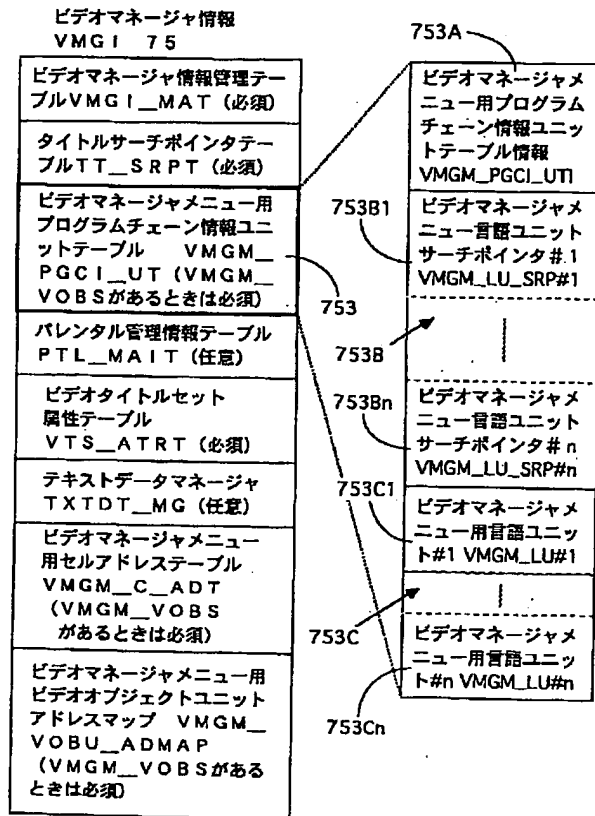 ビデオマネージャ情報
VMGI 75
ビデオマネージャ情報管理テー
ブルVMGI__MAT (必須)
タイトルサーチポインタテー
ブルTT__SRPT (必須)
ビデオマネージャメニュー用
プログラムチェーン情報ユニ
ットテーブル VMGM__
PGCI__UT (VMGM__
VOBSがあるときは必須)
パレンタル管理情報テーブル
PTL__MAIT (任意)
ビデオタイトルセット
属性テーブル
VTS__ATRT (必須)
テキストデータマネージャ
TXTDT__MG (任意)
ビデオマネージャメニュー
用セルアドレステーブル
VMGM__C__ADT
(VMGM__VOBS
があるときは必須)
ビデオマネージャメニュー用
ビデオオブジェクトユニット
アドレスマップ VMGM__
VOBU__ADMAP
(VMGM__VOBSがある
ときは必須)
753
753A
ビデオマネージャメ
ニュー用プログラム
チェーン情報ユニッ
トテーブル情報
VMGM_PGCI_UTI
753B1
ビデオマネージャメ
ニュー言語ユニット
サーチポインタ#1
VMGM_LU_SRP#1
753B
753Bn
ビデオマネージャメ
ニュー言語ユニット
サーチポインタ#n
VMGM_LU_SRP#n
753C1
ビデオマネージャメ
ニュー用言語ユニッ
ト#1 VMGM_LU#1
753C
ビデオマネージャメ
ニュー用言語ユニッ
ト#n VMGM_LU#n
753Cn